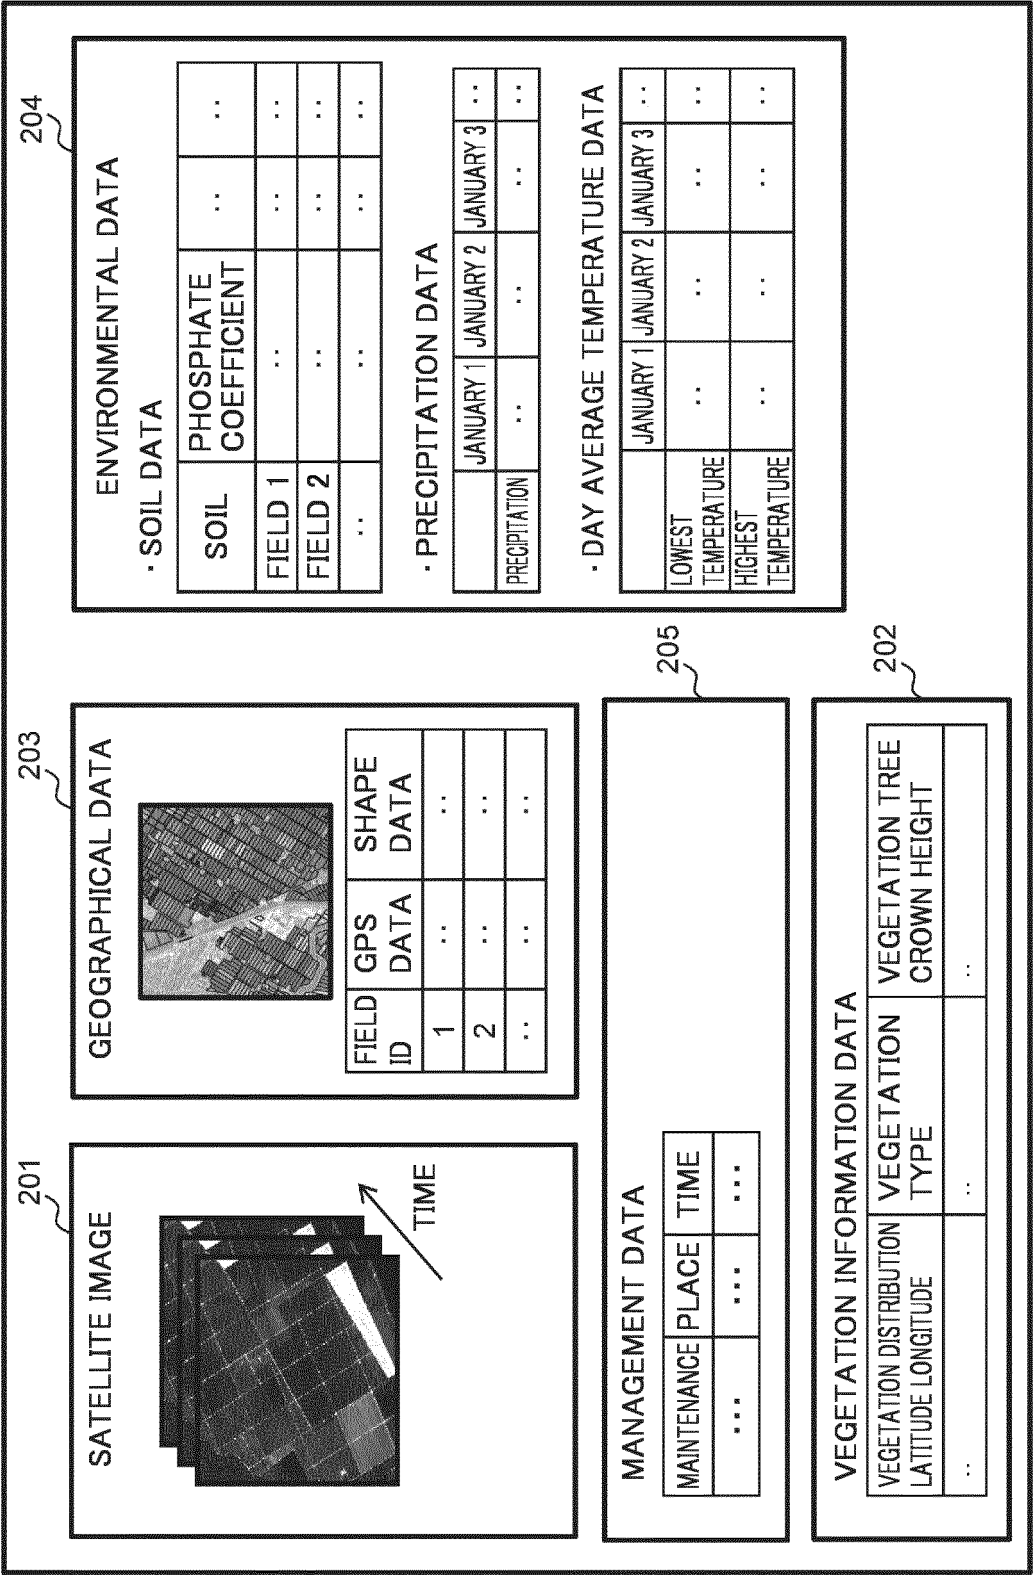 201
SATELLITE IMAGE
TIME
203
GEOGRAPHICAL DATA
FIELD ID GPS DATA SHAPE DATA
1 ‥ ‥
2 ‥ ‥
‥ ‥ ‥
204
ENVIRONMENTAL DATA
・SOIL DATA
SOIL PHOSPHATE COEFFICIENT ‥ ‥
FIELD 1 ‥ ‥ ‥
FIELD 2 ‥ ‥ ‥
‥ ‥ ‥ ‥
・PRECIPITATION DATA
JANUARY 1 JANUARY 2 JANUARY 3 ‥
PRECIPITATION ‥ ‥ ‥ ‥
・DAY AVERAGE TEMPERATURE DATA
JANUARY 1 JANUARY 2 JANUARY 3 ‥
LOWEST TEMPERATURE ‥ ‥ ‥ ‥
HIGHEST TEMPERATURE ‥ ‥ ‥ ‥
205
MANAGEMENT DATA
MAINTENANCE PLACE TIME
… … …
202
VEGETATION INFORMATION DATA
VEGETATION DISTRIBUTION LATITUDE LONGITUDE VEGETATION TYPE VEGETATION TREE CROWN HEIGHT
‥ ‥ ‥